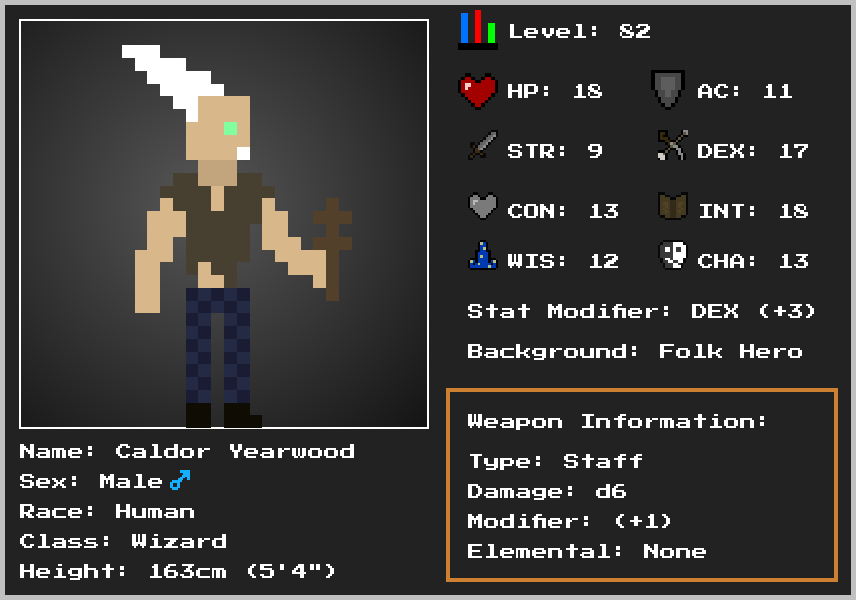 Level: 82
HP: 18
AC: 11
STR: 9
DEX: 17
CON: 13
INT: 18
WIS: 12
CHA: 13
Stat Modifier: DEX (+3)
Background: Folk Hero
Weapon Information:
Type: Staff
Damage: d6
Modifier: (+1)
Elemental: None
Name: Caldor Yearwood
Sex: Male♂
Race: Human
Class: Wizard
Height: 163cm (5'4")